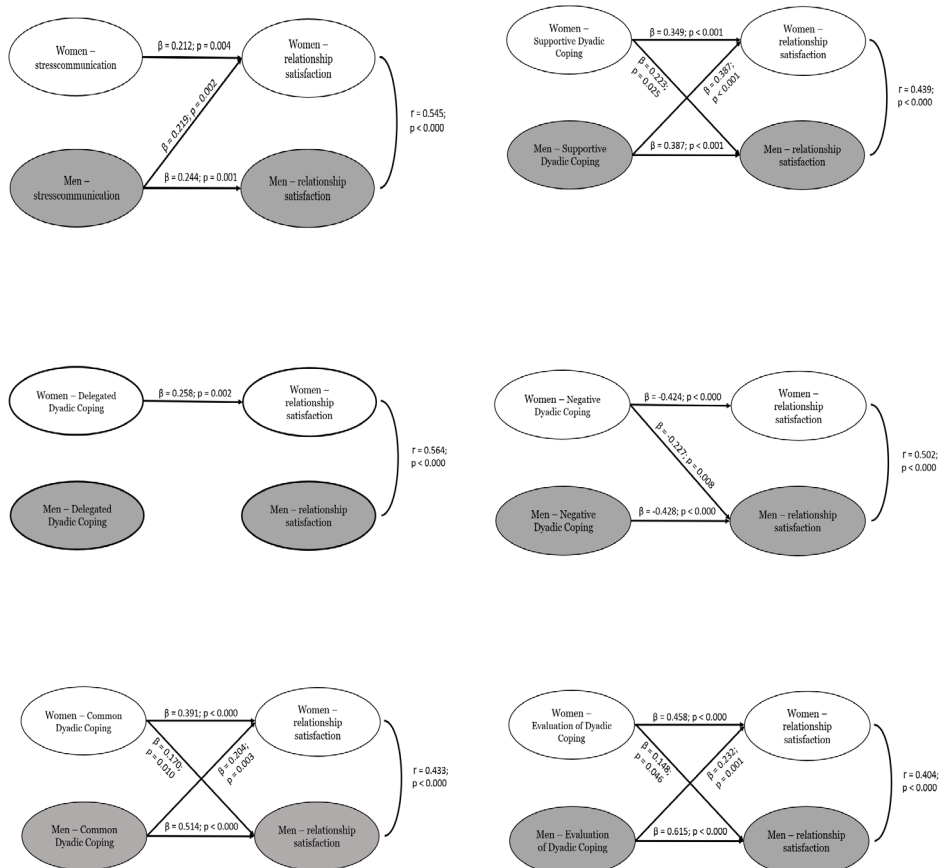 Women –
stresscommunication
β = 0.212; p = 0.004
Women –
relationship
satisfaction
β = 0.219; p = 0.002
r = 0.545;
p < 0.000
Men –
stresscommunication
β = 0.244; p = 0.001
Men – relationship
satisfaction
Women –
Supportive Dyadic
Coping
β = 0.349; p < 0.001
Women –
relationship
satisfaction
β = 0.223;
p = 0.025
β = 0.387;
p < 0.001
r = 0.439;
p < 0.000
Men – Supportive
Dyadic Coping
β = 0.387; p < 0.001
Men – relationship
satisfaction
Women – Delegated
Dyadic Coping
β = 0.258; p = 0.002
Women –
relationship
satisfaction
r = 0.564;
p < 0.000
Men – Delegated
Dyadic Coping
Men – relationship
satisfaction
Women – Negative
Dyadic Coping
β = -0.424; p < 0.000
Women –
relationship
satisfaction
β = -0.227; p = 0.008
r = 0.502;
p < 0.000
Men – Negative
Dyadic Coping
β = -0.428; p < 0.000
Men – relationship
satisfaction
Women – Common
Dyadic Coping
β = 0.391; p < 0.000
Women –
relationship
satisfaction
β = 0.170;
p = 0.010
β = 0.204;
p = 0.003
r = 0.433;
p < 0.000
Men – Common
Dyadic Coping
β = 0.514; p < 0.000
Men – relationship
satisfaction
Women –
Evaluation of Dyadic
Coping
β = 0.458; p < 0.000
Women –
relationship
satisfaction
β = 0.148;
p = 0.046
β = 0.232;
p = 0.001
r = 0.404;
p < 0.000
Men – Evaluation
of Dyadic Coping
β = 0.615; p < 0.000
Men – relationship
satisfaction